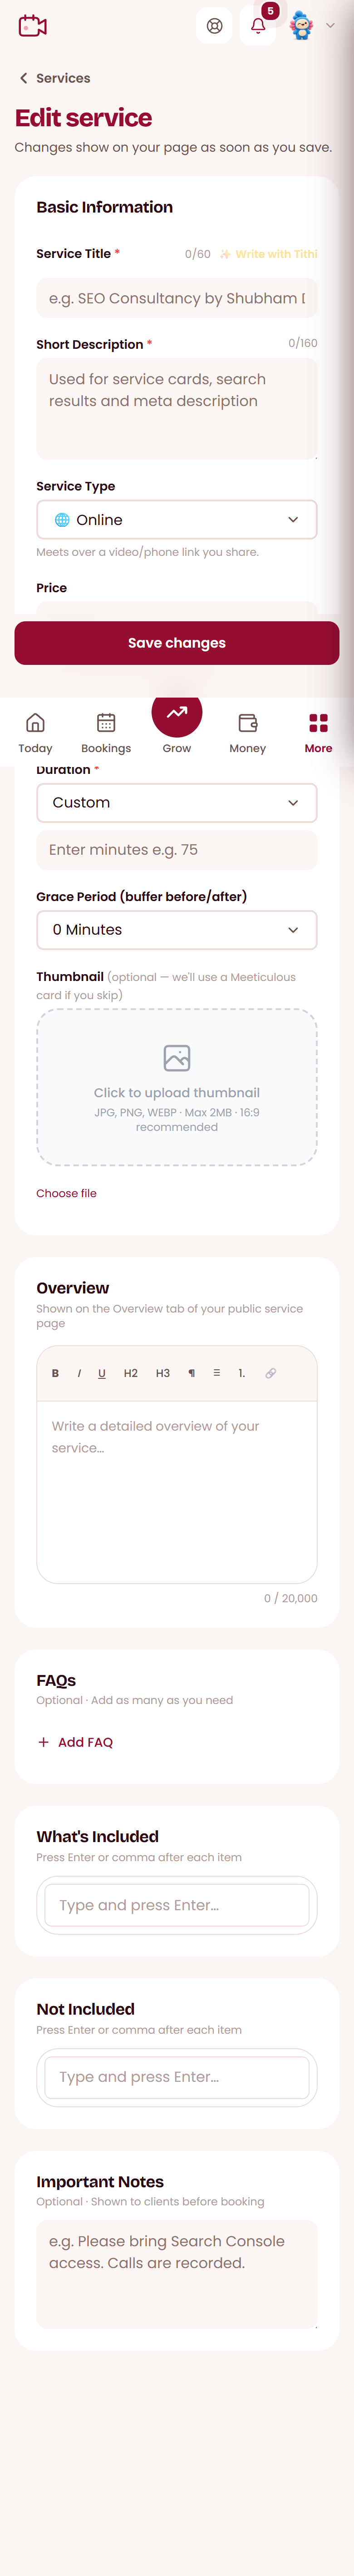 5
Services
Edit service
Changes show on your page as soon as you save.
Basic Information
Service Title *
0/60 ✨ Write with Tithi
e.g. SEO Consultancy by Shubham D
Short Description *
0/160
Used for service cards, search
results and meta description
Service Type
🌐 Online
Meets over a video/phone link you share.
Price
Save changes
Today
Bookings
Grow
Money
More
Duration *
Custom
Enter minutes e.g. 75
Grace Period (buffer before/after)
0 Minutes
Thumbnail (optional — we'll use a Meeticulous
card if you skip)
Click to upload thumbnail
JPG, PNG, WEBP · Max 2MB · 16:9
recommended
Choose file
Overview
Shown on the Overview tab of your public service
page
B I U H2 H3 ¶ ☰ 1. 🔗
Write a detailed overview of your
service...
0 / 20,000
FAQs
Optional · Add as many as you need
+ Add FAQ
What's Included
Press Enter or comma after each item
Type and press Enter...
Not Included
Press Enter or comma after each item
Type and press Enter...
Important Notes
Optional · Shown to clients before booking
e.g. Please bring Search Console
access. Calls are recorded.